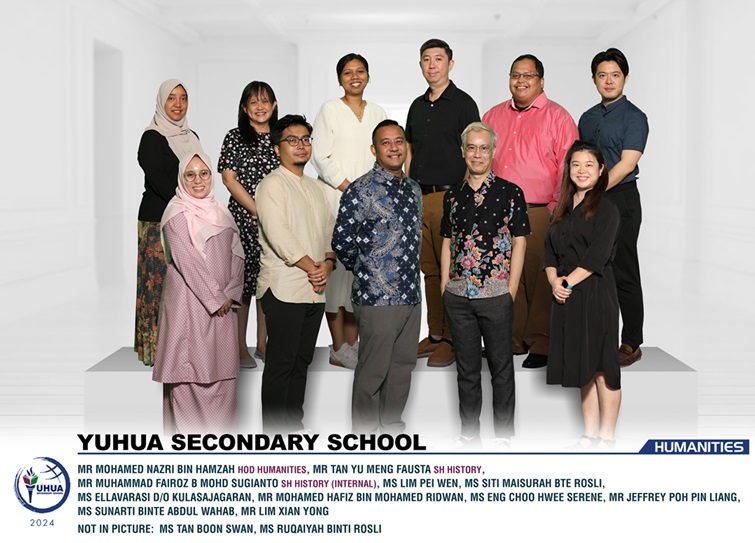 YUHUA SECONDARY SCHOOL
HUMANITIES
MR MOHAMED NAZRI BIN HAMZAH HOD HUMANITIES, MR TAN YU MENG FAUSTA SH HISTORY,
MR MUHAMMAD FAIROZ B MOHD SUGIANTO SH HISTORY (INTERNAL), MS LIM PEI WEN, MS SITI MAISURAH BTE ROSLI,
MS ELLAVARASI D/O KULASAJAGARAN, MR MOHAMED HAFIZ BIN MOHAMED RIDWAN, MS ENG CHOO HWEE SERENE, MR JEFFREY POH PIN LIANG,
MS SUNARTI BINTE ABDUL WAHAB, MR LIM XIAN YONG
NOT IN PICTURE: MS TAN BOON SWAN, MS RUQAIYAH BINTI ROSLI
YUHUA
SECONDARY SCHOOL
2024